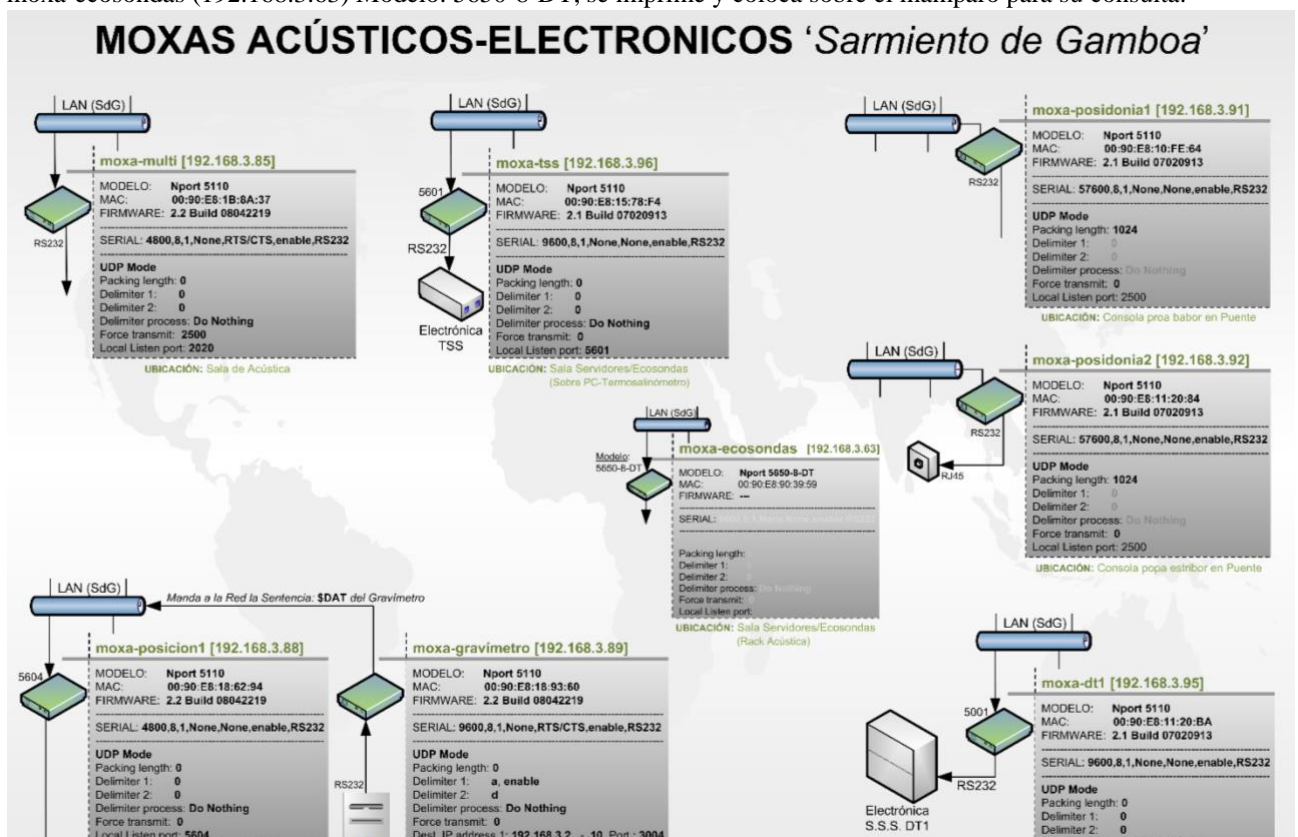 moxa-ecosondas (192.168.3.63) Modelo: 5650-8-DT, se imprime y coloca sobre el mamparo para su consulta.
MOXAS ACÚSTICOS-ELECTRONICOS ‘Sarmiento de Gamboa’
LAN (SdG)
moxa-multi [192.168.3.85]
MODELO: Nport 5110
MAC: 00:90:E8:1B:8A:37
FIRMWARE: 2.2 Build 08042219
RS232
SERIAL: 4800,8,1,None,RTS/CTS,enable,RS232
UDP Mode
Packing length: 0
Delimiter 1: 0
Delimiter 2: 0
Delimiter process: Do Nothing
Force transmit: 2500
Local Listen port: 2020
UBICACIÓN: Sala de Acústica
LAN (SdG)
moxa-tss [192.168.3.96]
5601
MODELO: Nport 5110
MAC: 00:90:E8:15:78:F4
FIRMWARE: 2.1 Build 07020913
RS232
SERIAL: 9600,8,1,None,None,enable,RS232
UDP Mode
Packing length: 0
Delimiter 1: 0
Delimiter 2: 0
Delimiter process: Do Nothing
Force transmit: 0
Local Listen port: 5601
Electrónica
TSS
UBICACIÓN: Sala Servidores/Ecosondas
(Sobre PC-Termosalinómetro)
LAN (SdG)
moxa-posidonia1 [192.168.3.91]
MODELO: Nport 5110
MAC: 00:90:E8:10:FE:64
FIRMWARE: 2.1 Build 07020913
RS232
SERIAL: 57600,8,1,None,None,enable,RS232
UDP Mode
Packing length: 1024
Delimiter 1: 0
Delimiter 2: 0
Delimiter process: Do Nothing
Force transmit: 0
Local Listen port: 2500
UBICACIÓN: Consola proa babor en Puente
LAN (SdG)
moxa-posidonia2 [192.168.3.92]
MODELO: Nport 5110
MAC: 00:90:E8:11:20:84
FIRMWARE: 2.1 Build 07020913
RS232
SERIAL: 57600,8,1,None,None,enable,RS232
RJ45
UDP Mode
Packing length: 1024
Delimiter 1: 0
Delimiter 2: 0
Delimiter process: Do Nothing
Force transmit: 0
Local Listen port: 2500
UBICACIÓN: Consola popa estribor en Puente
LAN (SdG)
moxa-ecosondas [192.168.3.63]
Modelo:
5650-8-DT
MODELO: Nport 5650-8-DT
MAC: 00:90:E8:90:39:59
FIRMWARE: ---
SERIAL: 9600,8,1,None,None,enable,RS232
Packing length:
Delimiter 1:
Delimiter 2:
Delimiter process: Do Nothing
Force transmit:
Local Listen port:
UBICACIÓN: Sala Servidores/Ecosondas
(Rack Acústica)
LAN (SdG)
Manda a la Red la Sentencia: $DAT del Gravímetro
moxa-posicion1 [192.168.3.88]
5604
MODELO: Nport 5110
MAC: 00:90:E8:18:62:94
FIRMWARE: 2.2 Build 08042219
SERIAL: 4800,8,1,None,None,enable,RS232
UDP Mode
Packing length: 0
Delimiter 1: 0
Delimiter 2: 0
Delimiter process: Do Nothing
Force transmit: 0
Local Listen port: 5604
moxa-gravimetro [192.168.3.89]
MODELO: Nport 5110
MAC: 00:90:E8:18:93:60
FIRMWARE: 2.2 Build 08042219
SERIAL: 9600,8,1,None,RTS/CTS,enable,RS232
RS232
UDP Mode
Packing length: 0
Delimiter 1: a, enable
Delimiter 2: d
Delimiter process: Do Nothing
Force transmit: 0
Dest. IP address 1: 192.168.3.2 - 10 Port : 3004
LAN (SdG)
moxa-dt1 [192.168.3.95]
5001
MODELO: Nport 5110
MAC: 00:90:E8:11:20:BA
FIRMWARE: 2.1 Build 07020913
RS232
SERIAL: 9600,8,1,None,None,enable,RS232
UDP Mode
Packing length: 0
Delimiter 1: 0
Delimiter 2: 0
Electrónica
S.S.S. DT1